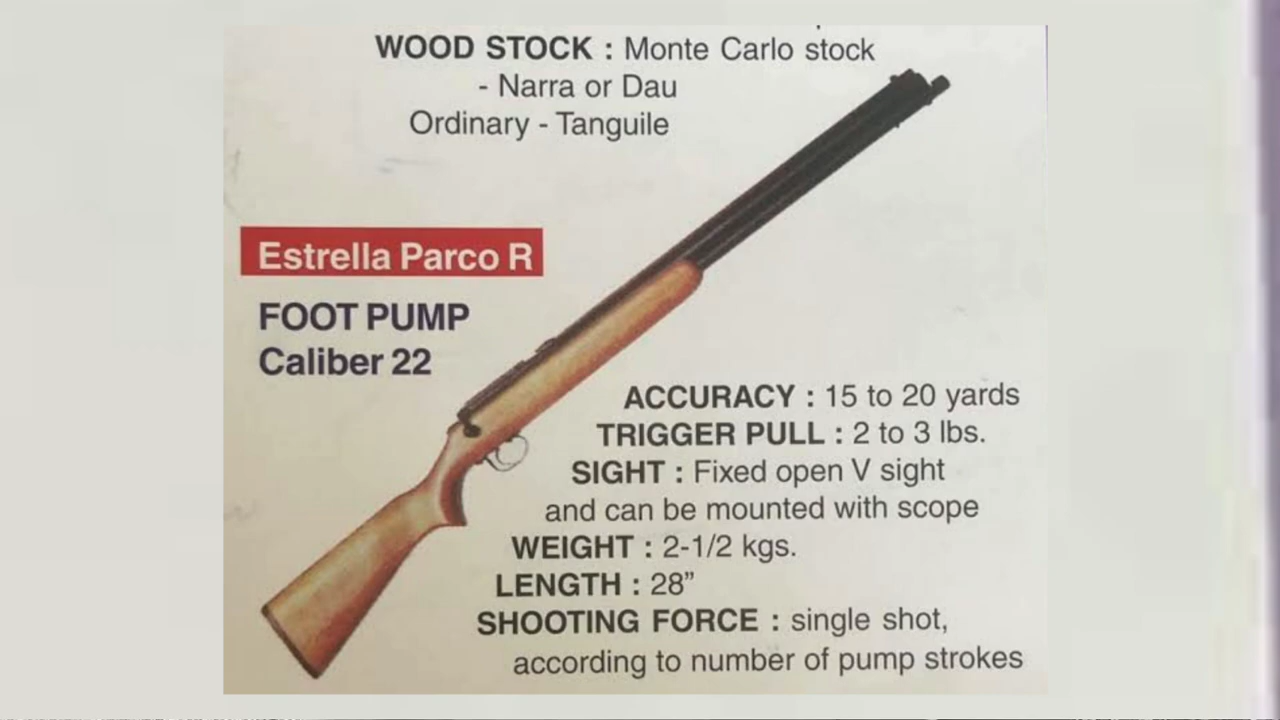 WOOD STOCK : Monte Carlo stock
- Narra or Dau
Ordinary - Tanguile
Estrella Parco R
FOOT PUMP
Caliber 22
ACCURACY : 15 to 20 yards
TRIGGER PULL : 2 to 3 lbs.
SIGHT : Fixed open V sight
and can be mounted with scope
WEIGHT : 2-1/2 kgs.
LENGTH : 28”
SHOOTING FORCE : single shot,
according to number of pump strokes